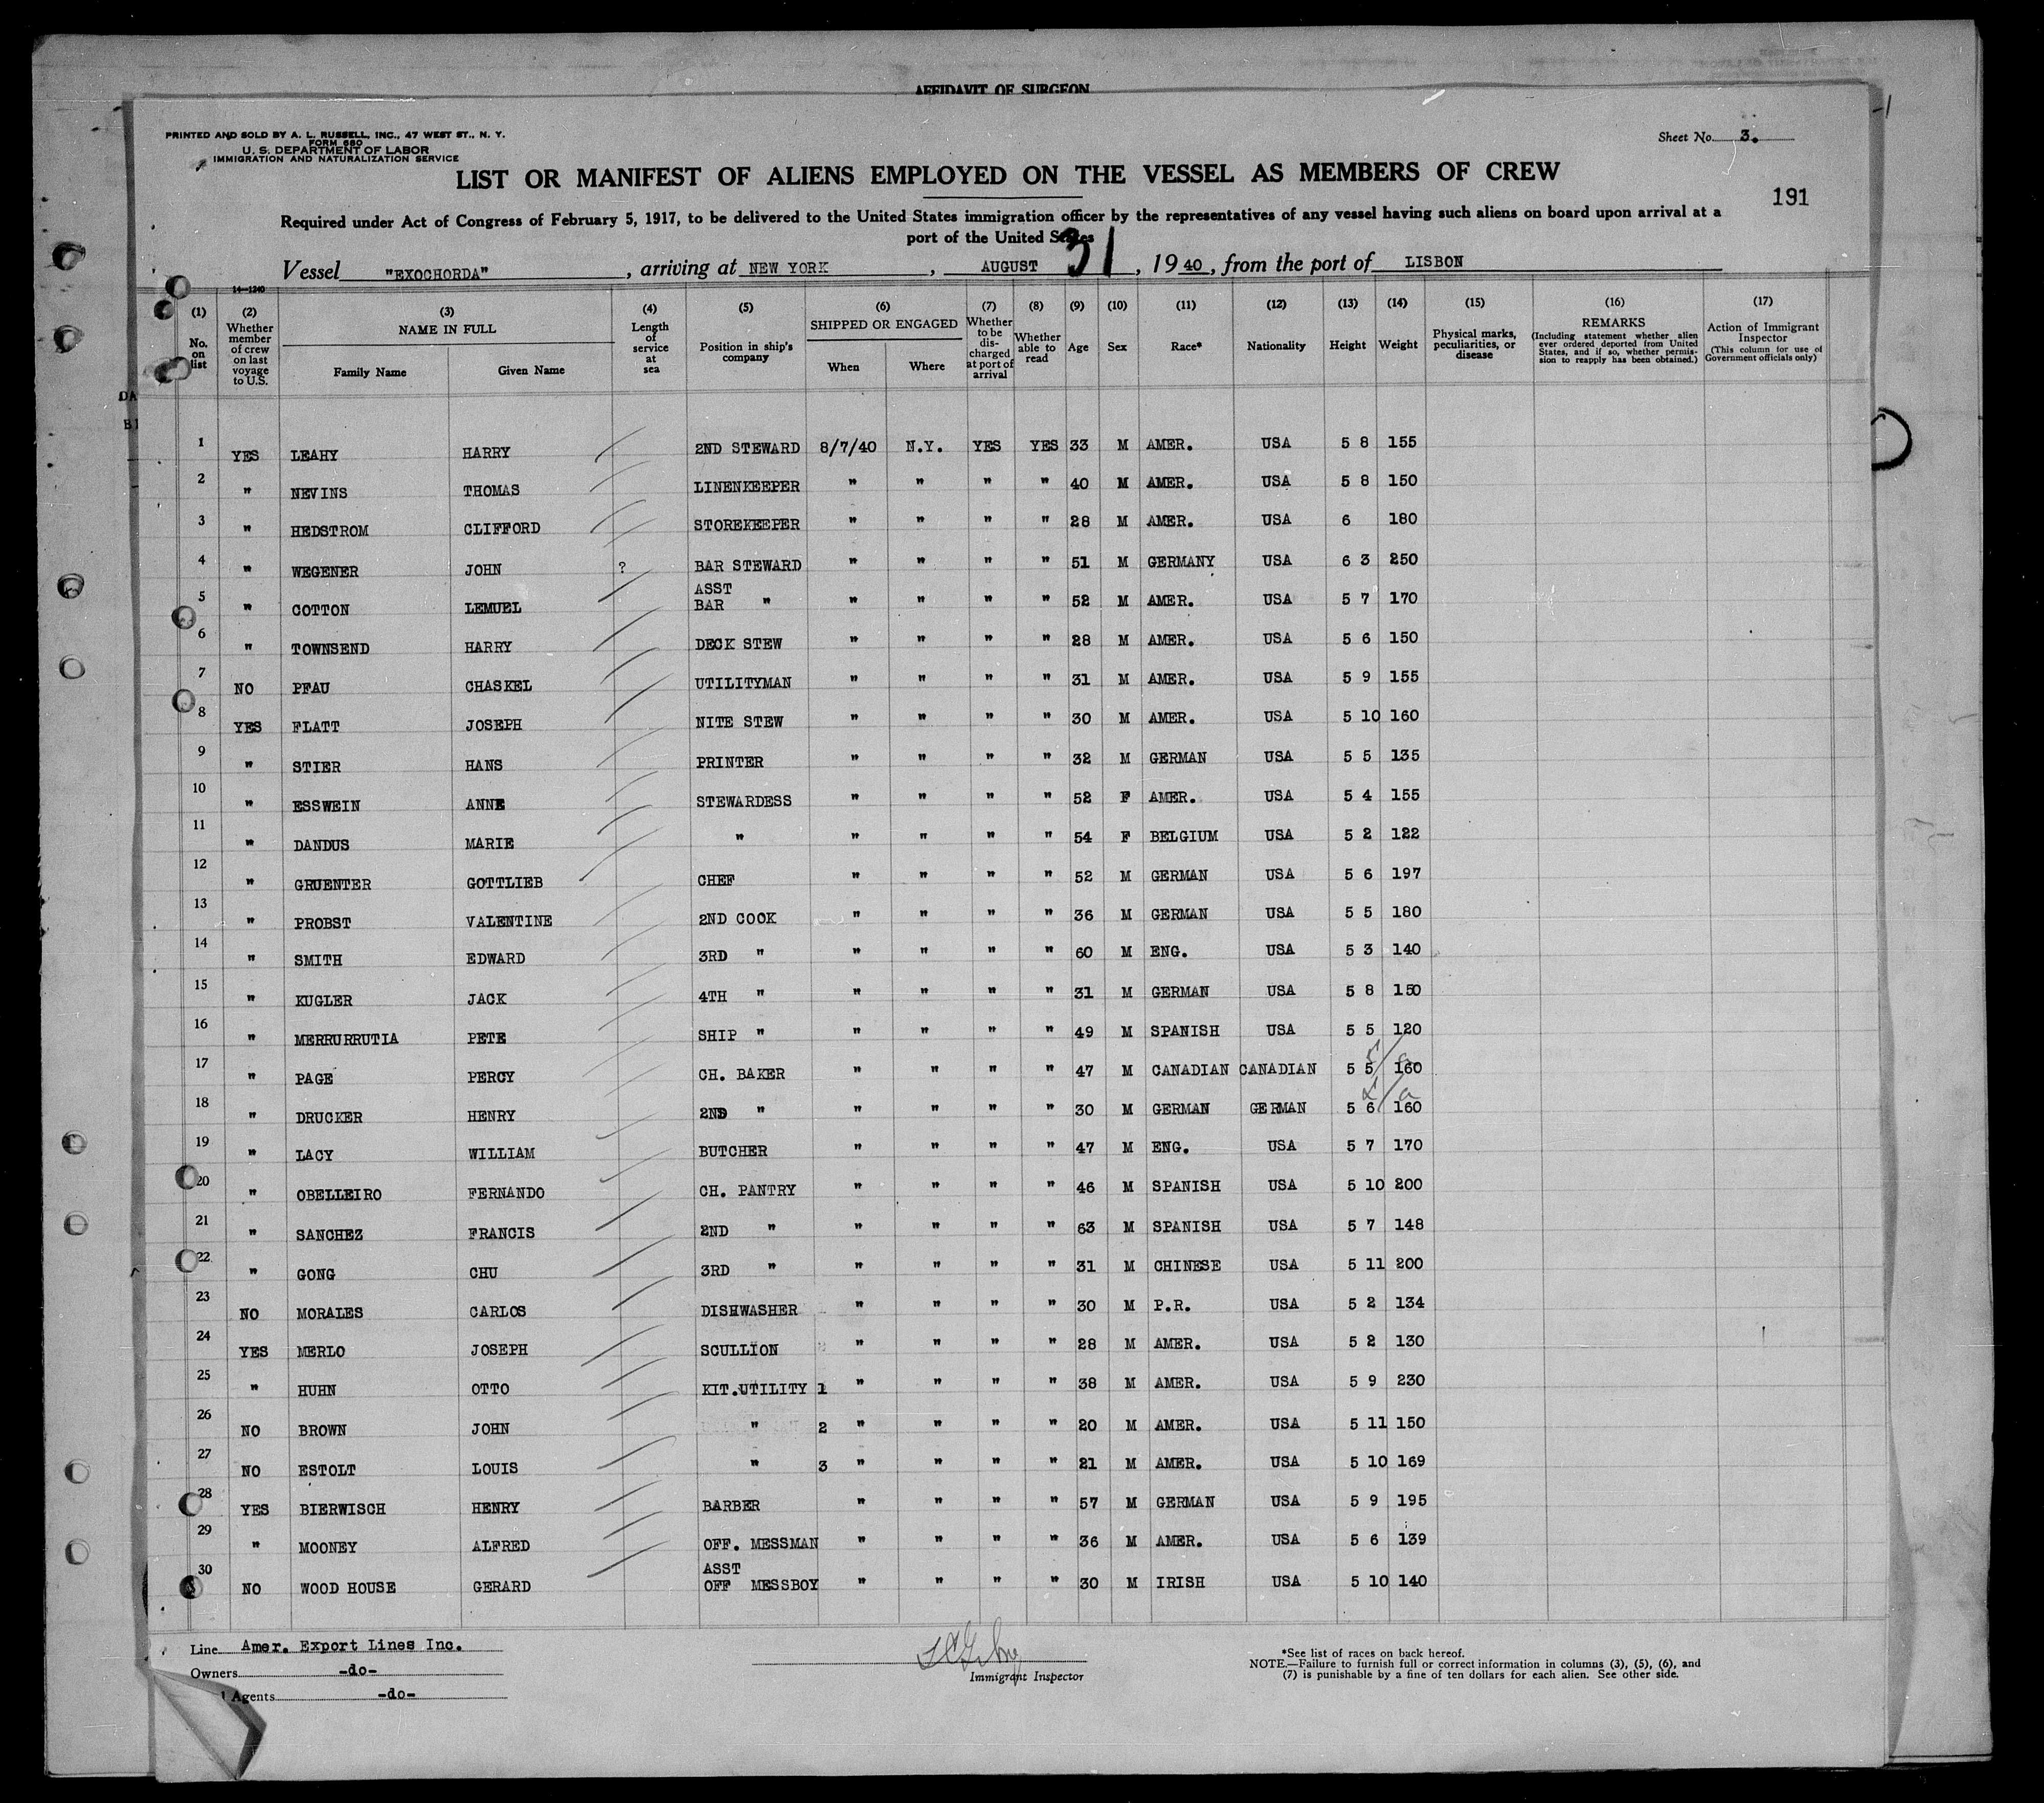 AFFIDAVIT OF SURGEON
PRINTED AND SOLD BY A. L. RUSSELL, INC., 47 WEST ST., N. Y.
FORM 680
U. S. DEPARTMENT OF LABOR
IMMIGRATION AND NATURALIZATION SERVICE
Sheet No. 3.
LIST OR MANIFEST OF ALIENS EMPLOYED ON THE VESSEL AS MEMBERS OF CREW
191
Required under Act of Congress of February 5, 1917, to be delivered to the United States immigration officer by the representatives of any vessel having such aliens on board upon arrival at a
port of the United States
Vessel "EXOCHORDA", arriving at NEW YORK, AUGUST 31, 1940, from the port of LISBON
14—1240
(1) No. on list (2) Whether member of crew on last voyage to U.S. (3) NAME IN FULL Family Name Given Name (4) Length of service at sea (5) Position in ship's company (6) SHIPPED OR ENGAGED When Where (7) Whether to be discharged at port of arrival (8) Whether able to read (9) Age (10) Sex (11) Race* (12) Nationality (13) Height (14) Weight (15) Physical marks, peculiarities, or disease (16) REMARKS (Including statement whether alien ever ordered deported from United States, and if so, whether permission to reapply has been obtained.) (17) Action of Immigrant Inspector (This column for use of Government officials only)
1 YES LEAHY HARRY 2ND STEWARD 8/7/40 N.Y. YES YES 33 M AMER. USA 5 8 155
2 " NEVINS THOMAS LINENKEEPER " " " " 40 M AMER. USA 5 8 150
3 " HEDSTROM CLIFFORD STOREKEEPER " " " " 28 M AMER. USA 6 180
4 " WEGENER JOHN ? BAR STEWARD " " " " 51 M GERMANY USA 6 3 250
5 " COTTON LEMUEL ASST BAR " " " " " 52 M AMER. USA 5 7 170
6 " TOWNSEND HARRY DECK STEW " " " " 28 M AMER. USA 5 6 150
7 NO PFAU CHASKEL UTILITYMAN " " " " 31 M AMER. USA 5 9 155
8 YES FLATT JOSEPH NITE STEW " " " " 30 M AMER. USA 5 10 160
9 " STIER HANS PRINTER " " " " 32 M GERMAN USA 5 5 135
10 " ESSWEIN ANNE STEWARDESS " " " " 52 F AMER. USA 5 4 155
11 " DANDUS MARIE " " " " " 54 F BELGIUM USA 5 2 122
12 " GRUENTER GOTTLIEB CHEF " " " " 52 M GERMAN USA 5 6 197
13 " PROBST VALENTINE 2ND COOK " " " " 36 M GERMAN USA 5 5 180
14 " SMITH EDWARD 3RD " " " " " 60 M ENG. USA 5 3 140
15 " KUGLER JACK 4TH " " " " " 31 M GERMAN USA 5 8 150
16 " MERRURRUTIA PETE SHIP " " " " " 49 M SPANISH USA 5 5 120
17 " PAGE PERCY CH. BAKER " " " " 47 M CANADIAN CANADIAN 5 5 160
18 " DRUCKER HENRY 2ND " " " " " 30 M GERMAN GERMAN 5 6 160
19 " LACY WILLIAM BUTCHER " " " " 47 M ENG. USA 5 7 170
20 " OBELLEIRO FERNANDO CH. PANTRY " " " " 46 M SPANISH USA 5 10 200
21 " SANCHEZ FRANCIS 2ND " " " " " 63 M SPANISH USA 5 7 148
22 " GONG CHU 3RD " " " " " 31 M CHINESE USA 5 11 200
23 NO MORALES CARLOS DISHWASHER " " " " 30 M P.R. USA 5 2 134
24 YES MERLO JOSEPH SCULLION " " " " 28 M AMER. USA 5 2 130
25 " HUHN OTTO KIT.UTILITY 1 " " " " 38 M AMER. USA 5 9 230
26 NO BROWN JOHN " 2 " " " " 20 M AMER. USA 5 11 150
27 NO ESTOLT LOUIS " 3 " " " " 21 M AMER. USA 5 10 169
28 YES BIERWISCH HENRY BARBER " " " " 57 M GERMAN USA 5 9 195
29 " MOONEY ALFRED OFF. MESSMAN " " " " 36 M AMER. USA 5 6 139
30 NO WOOD HOUSE GERARD ASST OFF MESSBOY " " " " 30 M IRISH USA 5 10 140
Line Amer. Export Lines Inc.
Owners -do-
Agents -do-
Immigrant Inspector
*See list of races on back hereof.
NOTE.—Failure to furnish full or correct information in columns (3), (5), (6), and
(7) is punishable by a fine of ten dollars for each alien. See other side.